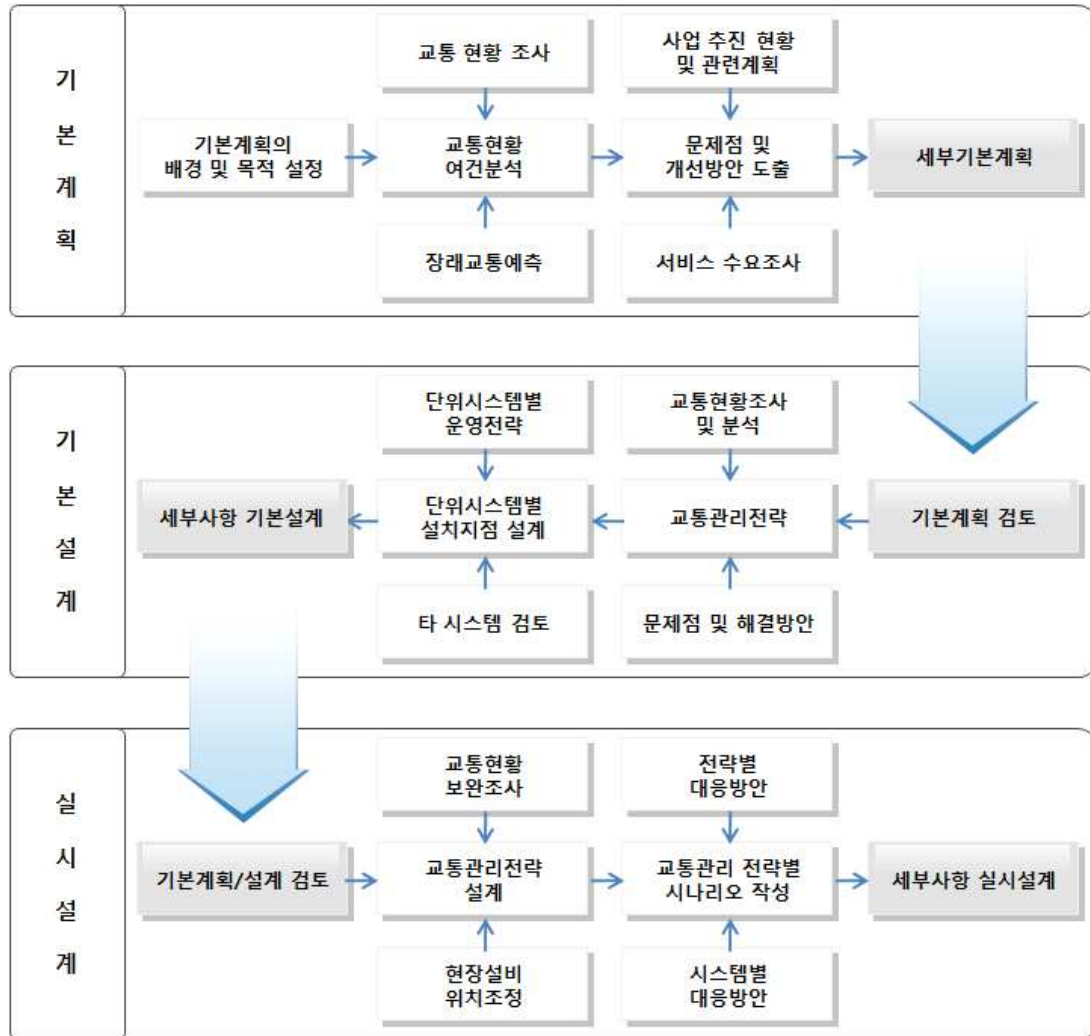 기본계획
교통 현황 조사
사업 추진 현황
및 관련계획
기본계획의
배경 및 목적 설정
교통현황
여건분석
문제점 및
개선방안 도출
세부기본계획
장래교통예측
서비스 수요조사
기본설계
단위시스템별
운영전략
교통현황조사
및 분석
세부사항 기본설계
단위시스템별
설치지점 설계
교통관리전략
기본계획 검토
타 시스템 검토
문제점 및 해결방안
실시설계
교통현황
보완조사
전략별
대응방안
기본계획/설계 검토
교통관리전략
설계
교통관리 전략별
시나리오 작성
세부사항 실시설계
현장설비
위치조정
시스템별
대응방안